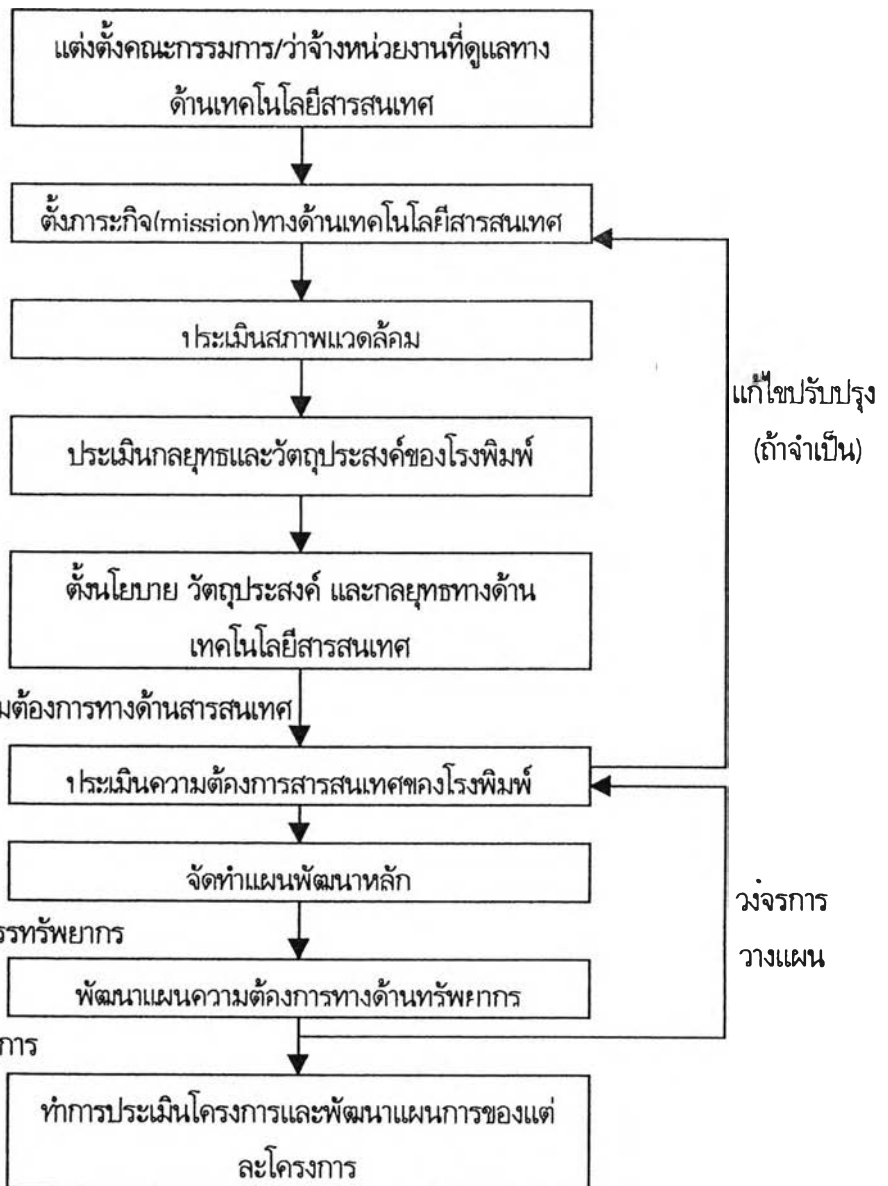 แต่งตั้งคณะกรรมการ/ว่าจ้างหน่วยงานที่ดูแลทาง
ด้านเทคโนโลยีสารสนเทศ
ตั้งภาระกิจ(mission)ทางด้านเทคโนโลยีสารสนเทศ
ประเมินสภาพแวดล้อม
แก้ไขปรับปรุง
(ถ้าจำเป็น)
ประเมินกลยุทธและวัตถุประสงค์ของโรงพิมพ์
ตั้งนโยบาย วัตถุประสงค์ และกลยุทธทางด้าน
เทคโนโลยีสารสนเทศ
มต้องการทางด้านสารสนเทศ
ประเมินความต้องการสารสนเทศของโรงพิมพ์
จัดทำแผนพัฒนาหลัก
วงจรการ
วางแผน
รรทรัพยากร
พัฒนาแผนความต้องการทางด้านทรัพยากร
การ
ทำการประเมินโครงการและพัฒนาแผนการของแต่
ละโครงการ